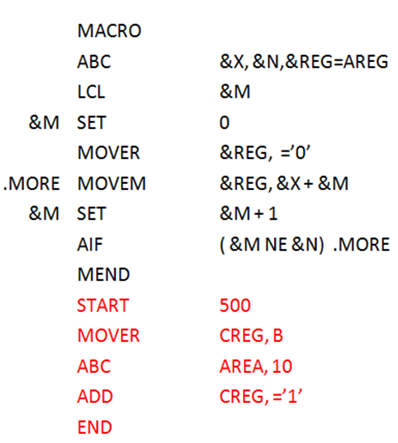 MACRO
ABC &X, &N,&REG=AREG
LCL &M
&M SET 0
MOVER &REG, =’0’
.MORE MOVEM &REG, &X + &M
&M SET &M + 1
AIF ( &M NE &N) .MORE
MEND
START 500
MOVER CREG, B
ABC AREA, 10
ADD CREG, =’1’
END